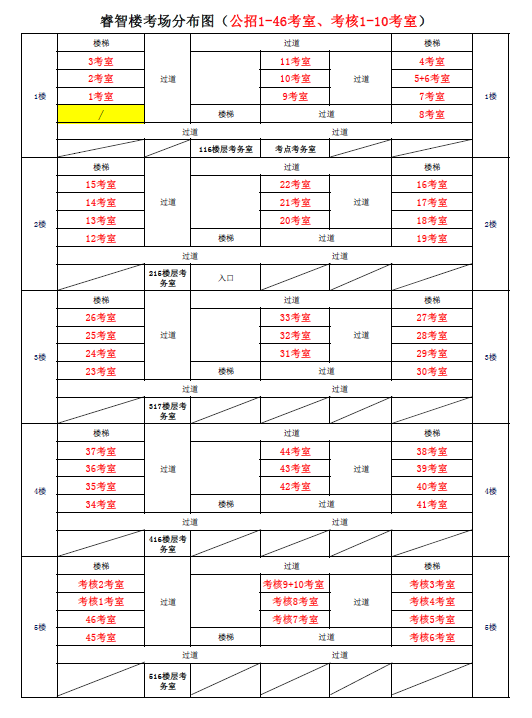 睿智楼考场分布图（公招1-46考室、考核1-10考室）
楼梯 过道 楼梯
3考室 11考室 4考室
2考室 过道 10考室 过道 5+6考室
1楼 1考室 9考室 7考室 1楼
/ 楼梯 过道 8考室
过道 过道
116楼层考务室 考点考务室
楼梯 过道 楼梯
15考室 22考室 16考室
14考室 过道 21考室 过道 17考室
2楼 13考室 20考室 18考室 2楼
12考室 楼梯 过道 19考室
过道 过道
216楼层考
务室 入口
楼梯 过道 楼梯
26考室 33考室 27考室
25考室 过道 32考室 过道 28考室
3楼 24考室 31考室 29考室 3楼
23考室 楼梯 过道 30考室
过道 过道
317楼层考
务室
楼梯 过道 楼梯
37考室 44考室 38考室
36考室 过道 43考室 过道 39考室
4楼 35考室 42考室 40考室 4楼
34考室 楼梯 过道 41考室
过道 过道
416楼层考
务室
楼梯 过道 楼梯
考核2考室 考核9+10考室 考核3考室
考核1考室 过道 考核8考室 过道 考核4考室
5楼 46考室 考核7考室 考核5考室 5楼
45考室 楼梯 过道 考核6考室
过道 过道
516楼层考
务室